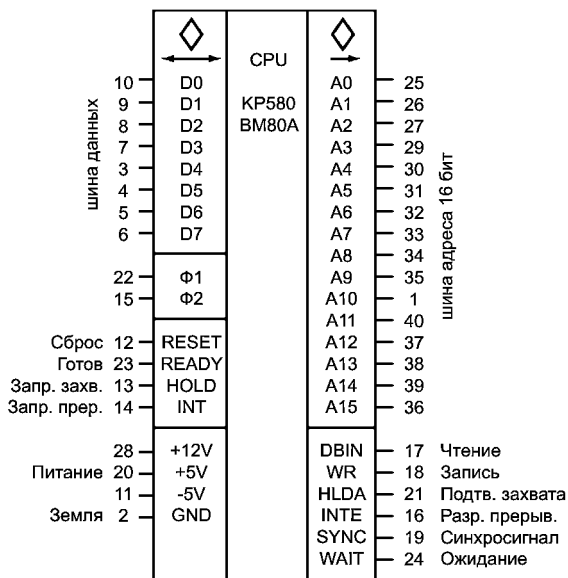 CPU
10 D0 A0 25
9 D1 КР580 A1 26
8 D2 ВМ80А A2 27
7 D3 A3 29
3 D4 A4 30
4 D5 A5 31
5 D6 A6 32
6 D7 A7 33
шина данных
A8 34
22 Ф1 A9 35
15 Ф2 A10 1
A11 40
шина адреса 16 бит
Сброс 12 RESET A12 37
Готов 23 READY A13 38
Запр. захв. 13 HOLD A14 39
Запр. прер. 14 INT A15 36
28 +12V DBIN 17 Чтение
Питание 20 +5V WR 18 Запись
11 -5V HLDA 21 Подтв. захвата
Земля 2 GND INTE 16 Разр. прерыв.
SYNC 19 Синхросигнал
WAIT 24 Ожидание